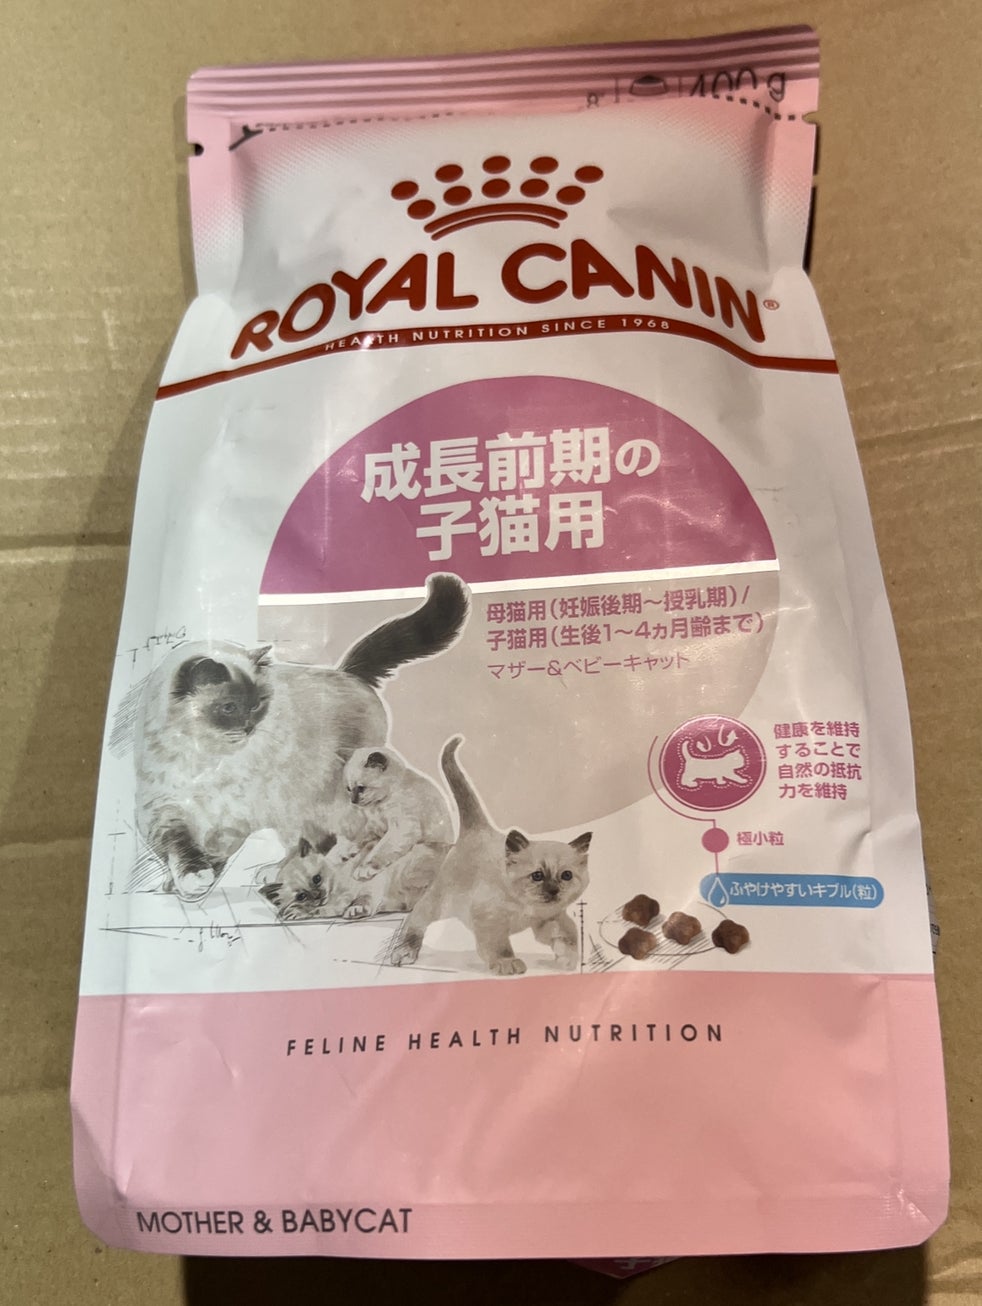 400g
ROYAL CANIN®
HEALTH NUTRITION SINCE 1968
成長前期の
子猫用
母猫用(妊娠後期～授乳期)/
子猫用(生後1～4ヵ月齢まで)
マザー&ベビーキャット
健康を維持
することで
自然の抵抗
力を維持
極小粒
ふやけやすいキブル(粒)
FELINE HEALTH NUTRITION
MOTHER & BABYCAT